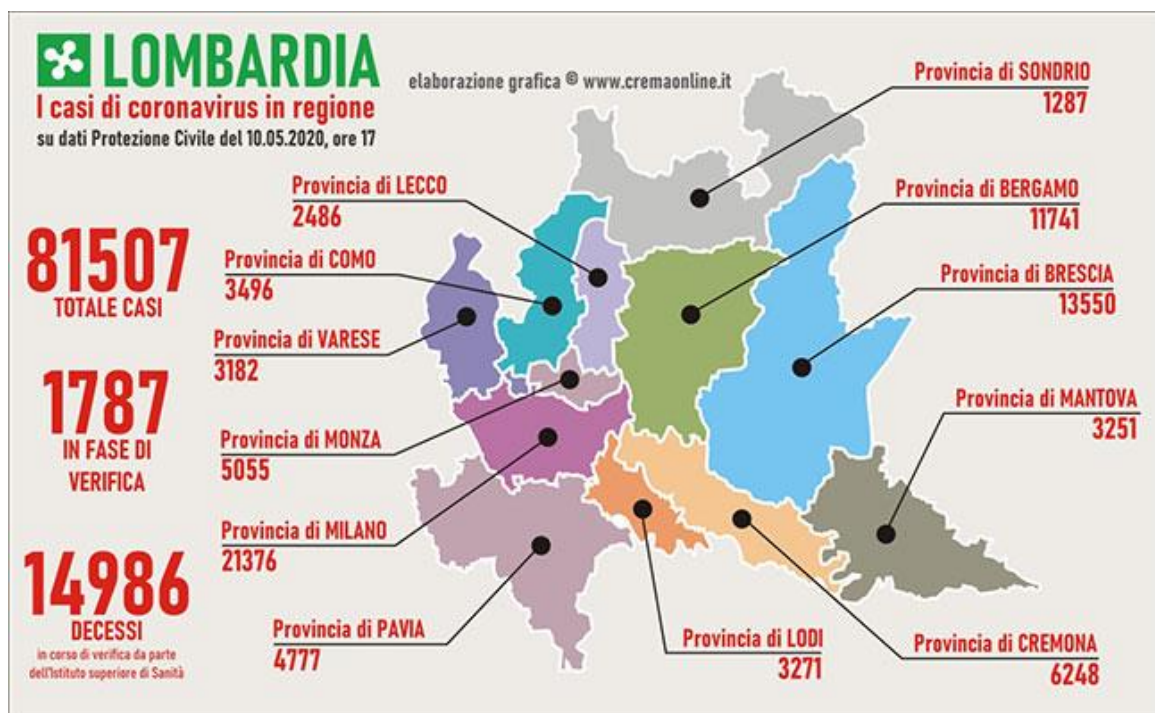 LOMBARDIA
I casi di coronavirus in regione
su dati Protezione Civile del 10.05.2020, ore 17
elaborazione grafica © www.cremaonline.it
81507
TOTALE CASI
1787
IN FASE DI
VERIFICA
14986
DECESSI
in corso di verifica da parte
dell'Istituto superiore di Sanità
Provincia di LECCO
2486
Provincia di COMO
3496
Provincia di VARESE
3182
Provincia di MONZA
5055
Provincia di MILANO
21376
Provincia di PAVIA
4777
Provincia di SONDRIO
1287
Provincia di BERGAMO
11741
Provincia di BRESCIA
13550
Provincia di MANTOVA
3251
Provincia di LODI
3271
Provincia di CREMONA
6248